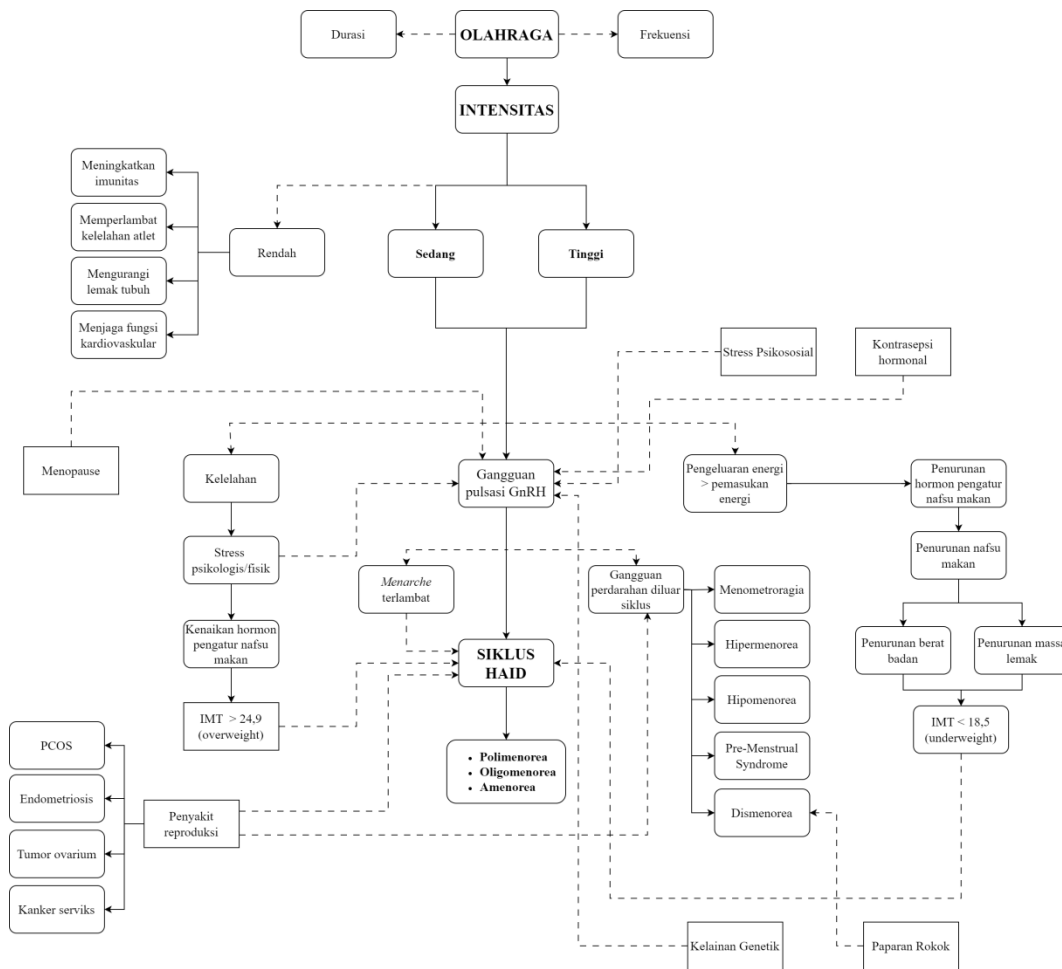 Durasi
OLAHRAGA
Frekuensi
INTENSITAS
Meningkatkan
imunitas
Memperlambat
kelelahan atlet
Mengurangi
lemak tubuh
Menjaga fungsi
kardiovaskular
Rendah
Sedang
Tinggi
Stress Psikososial
Kontrasepsi
hormonal
Menopause
Kelelahan
Gangguan
pulsasi GnRH
Pengeluaran energi
> pemasukan
energi
Penurunan
hormon pengatur
nafsu makan
Stress
psikologis/fisik
Menarche
terlambat
Gangguan
perdarahan diluar
siklus
Menometroragia
Penurunan nafsu
makan
Kenaikan hormon
pengatur nafsu
makan
SIKLUS
HAID
Hipermenorea
Penurunan berat
badan
Penurunan massa
lemak
IMT > 24,9
(overweight)
Hipomenorea
IMT < 18,5
(underweight)
PCOS
Endometriosis
Tumor ovarium
Kanker serviks
Penyakit
reproduksi
• Polimenorea
• Oligomenorea
• Amenorea
Pre-Menstrual
Syndrome
Dismenorea
Kelainan Genetik
Paparan Rokok